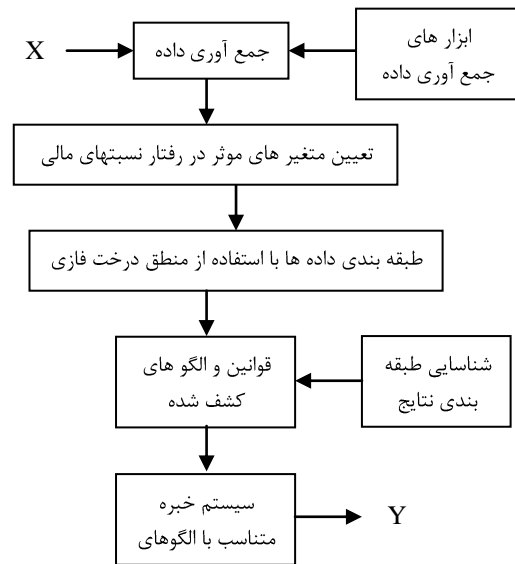 X
جمع آوری داده
ابزار های
جمع آوری داده
تعیین متغیر های موثر در رفتار نسبتهای مالی
طبقه بندی داده ها با استفاده از منطق درخت فازی
قوانین و الگو های
کشف شده
شناسایی طبقه
بندی نتایج
سیستم خبره
متناسب با الگوهای
Y